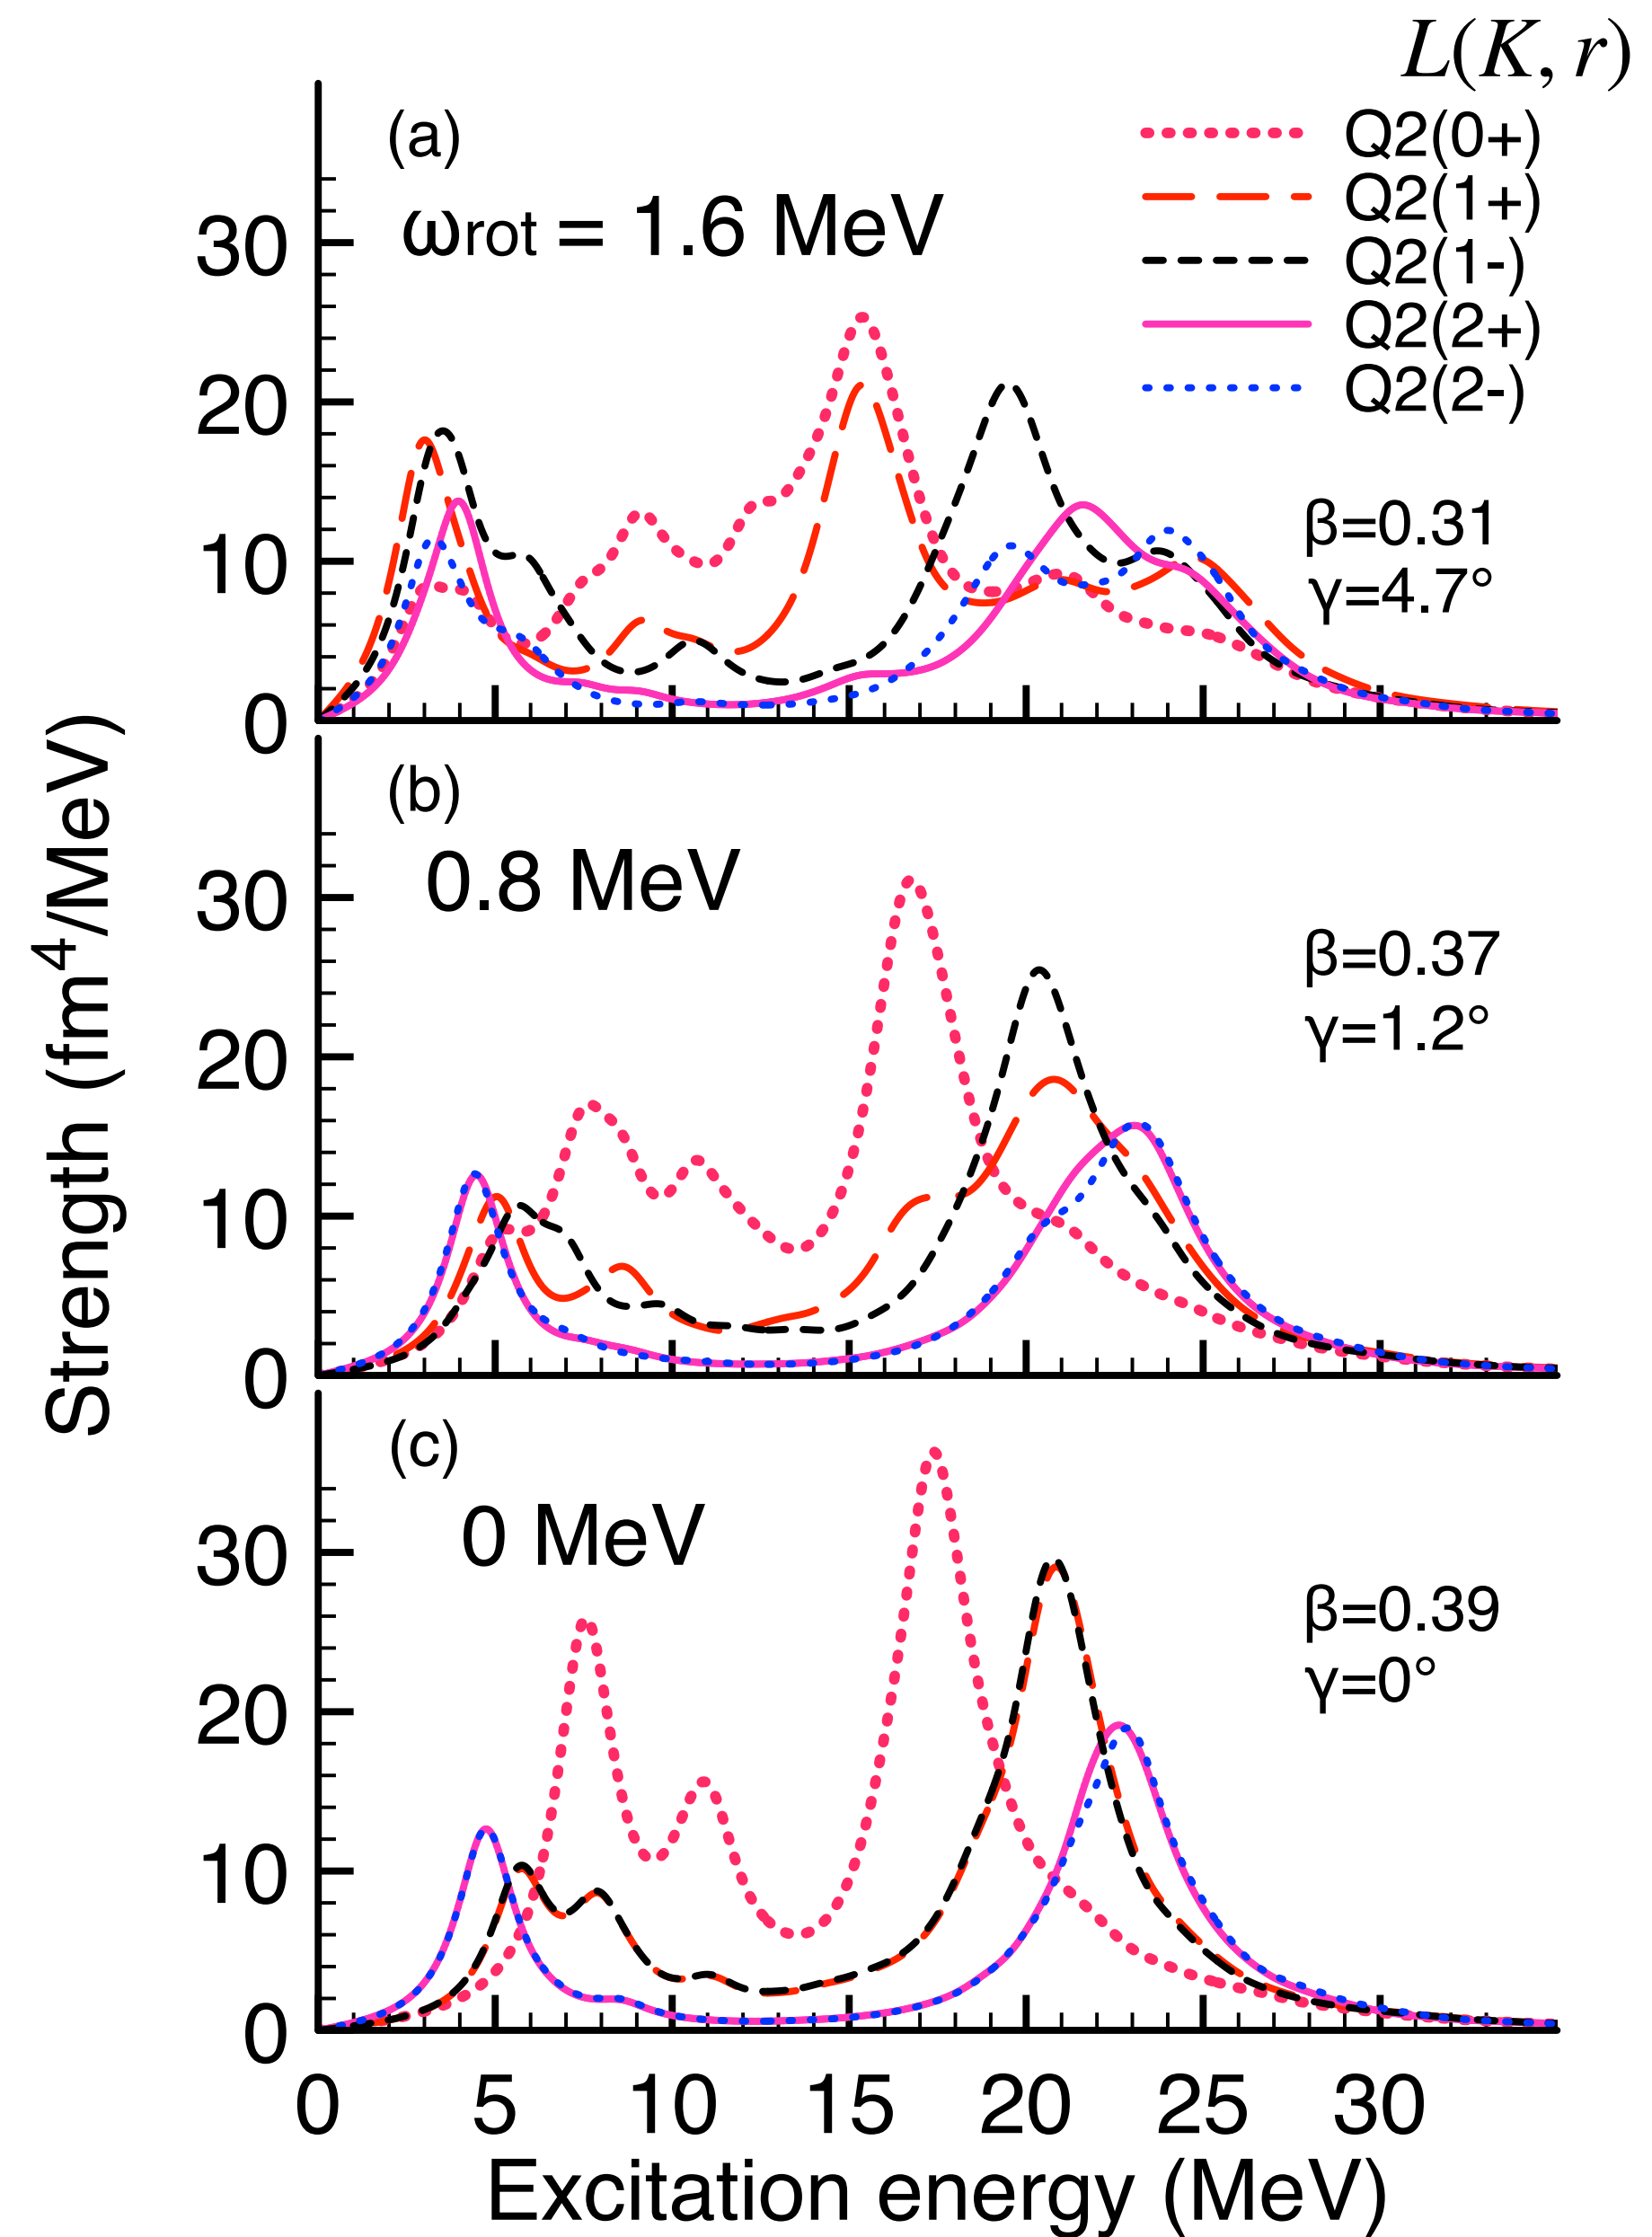 L(K, r)
Q2(0+)
Q2(1+)
Q2(1-)
Q2(2+)
Q2(2-)
(a)
ωrot = 1.6 MeV
β=0.31
γ=4.7°
30
20
10
0
(b)
0.8 MeV
β=0.37
γ=1.2°
30
20
10
0
(c)
0 MeV
β=0.39
γ=0°
30
20
10
0
Strength (fm⁴/MeV)
0 5 10 15 20 25 30
Excitation energy (MeV)